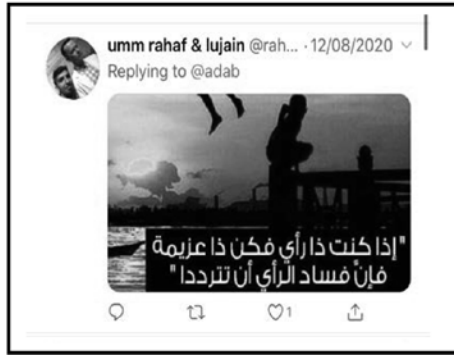 umm rahaf & lujain @rah... · 12/08/2020
Replying to @adab
"إذا كنت ذا رأي فكن ذا عزيمة
فإنَّ فساد الرأي أن تترددا"
1